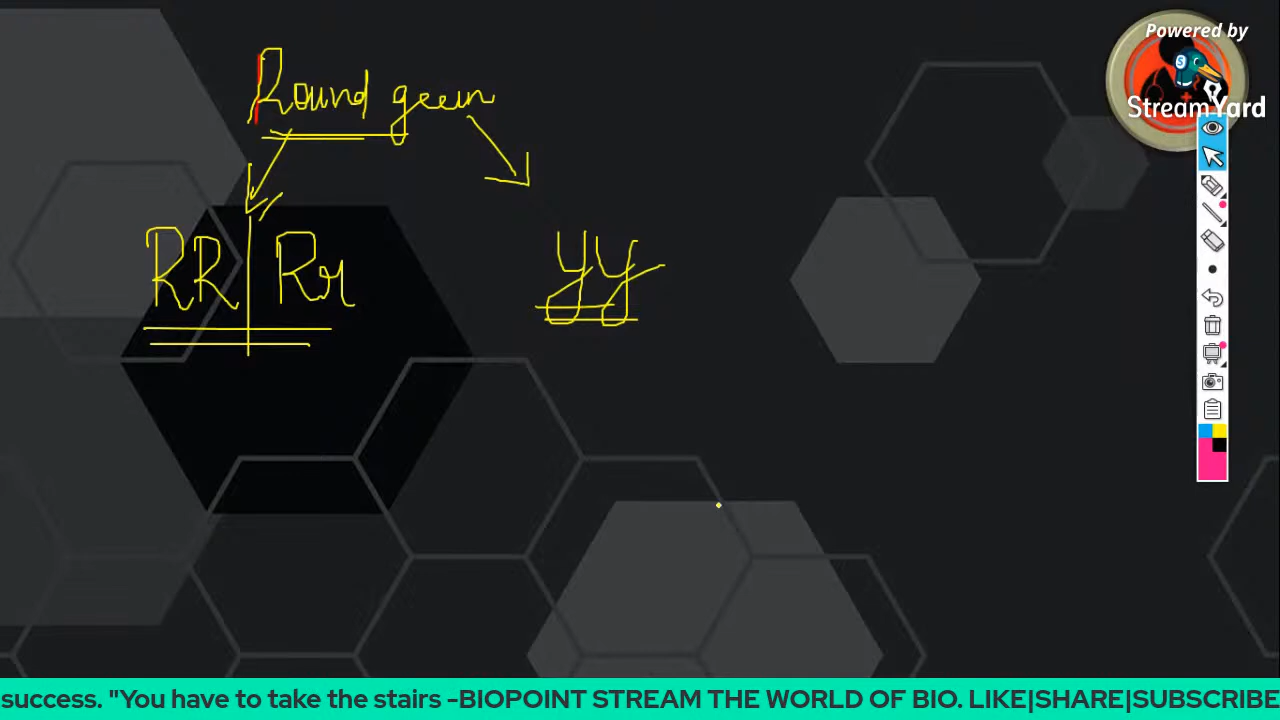 Powered by
StreamYard
Round geen
RR | Rr
yy
success. "You have to take the stairs -BIOPOINT STREAM THE WORLD OF BIO. LIKE|SHARE|SUBSCRIBE